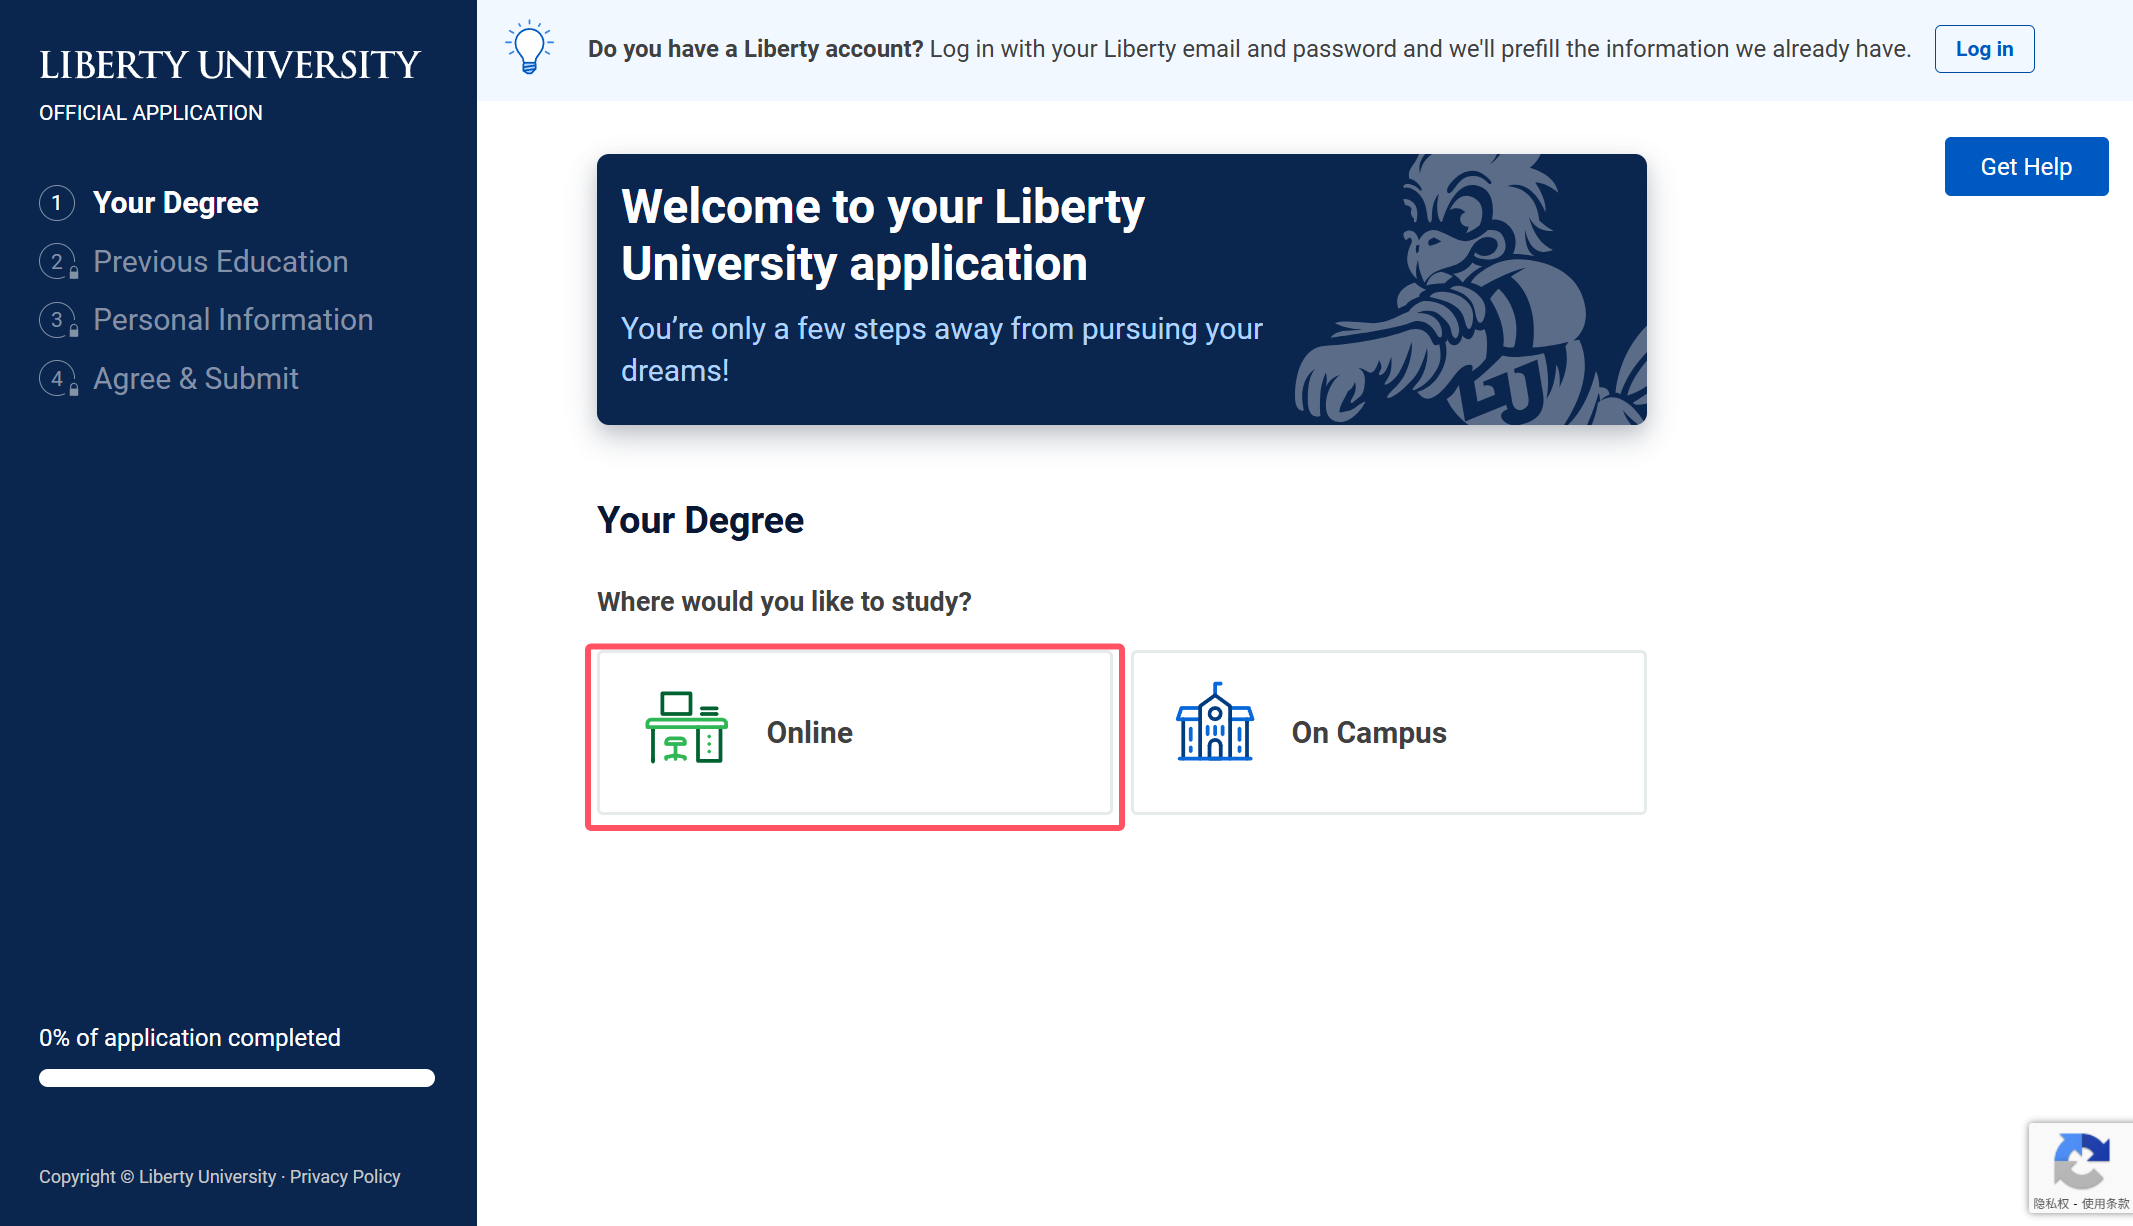 LIBERTY UNIVERSITY
OFFICIAL APPLICATION
1 Your Degree
2 Previous Education
3 Personal Information
4 Agree & Submit
0% of application completed
Copyright © Liberty University · Privacy Policy
Do you have a Liberty account? Log in with your Liberty email and password and we'll prefill the information we already have. Log in
Get Help
Welcome to your Liberty
University application
You’re only a few steps away from pursuing your
dreams!
LU
Your Degree
Where would you like to study?
Online
On Campus
隐私权 - 使用条款